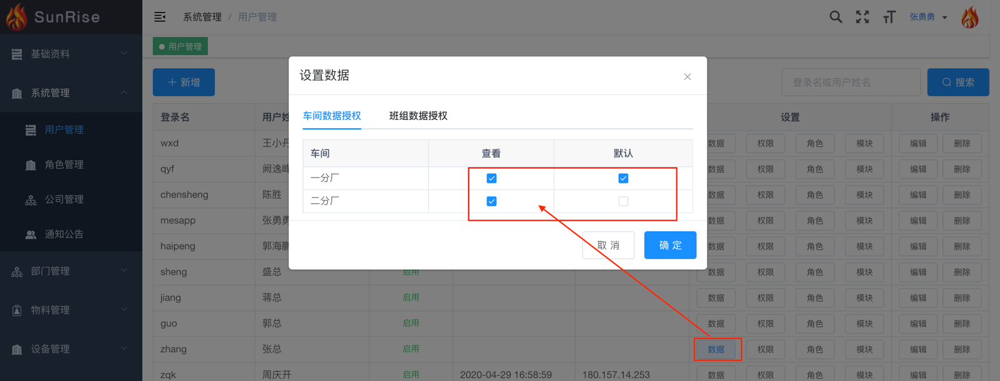 SunRise
系统管理 / 用户管理
张勇勇
基础资料
系统管理
用户管理
角色管理
公司管理
通知公告
部门管理
物料管理
设备管理
用户管理
新增
登录名或用户姓名
搜索
登录名 用户姓 设置 操作
wxd 王小丹 数据 权限 角色 模块 编辑 删除
qyf 阙逸峰 数据 权限 角色 模块 编辑 删除
chensheng 陈胜 数据 权限 角色 模块 编辑 删除
mesapp 张勇勇 数据 权限 角色 模块 编辑 删除
haipeng 郭海鹏 数据 权限 角色 模块 编辑 删除
sheng 盛总 启用 数据 权限 角色 模块 编辑 删除
jiang 蒋总 启用 数据 权限 角色 模块 编辑 删除
guo 郭总 启用 数据 权限 角色 模块 编辑 删除
zhang 张总 启用 数据 权限 角色 模块 编辑 删除
zqk 周庆开 启用 2020-04-29 16:58:59 180.157.14.253 数据 权限 角色 模块 编辑 删除
设置数据
车间数据授权 班组数据授权
车间 查看 默认
一分厂
二分厂
取消 确定